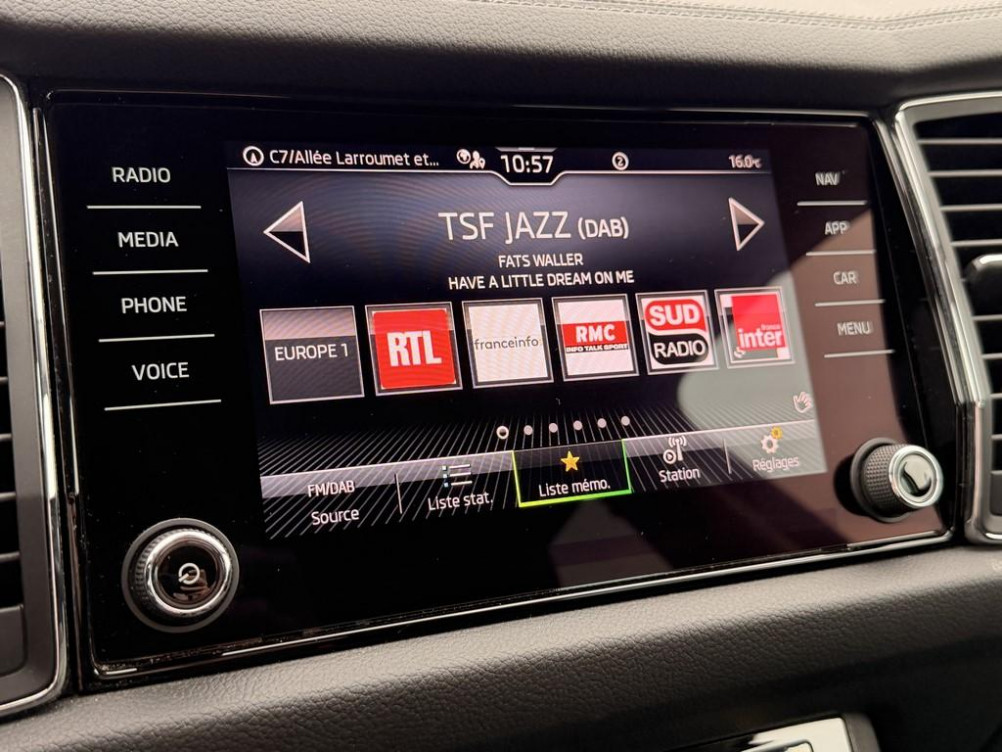 C7/Allée Larroumet et...
10:57
2
16.0°C
RADIO
MEDIA
PHONE
VOICE
NAV
APP
CAR
MENU
TSF JAZZ (DAB)
FATS WALLER
HAVE A LITTLE DREAM ON ME
EUROPE 1
RTL
franceinfo:
RMC
INFO TALK SPORT
SUD
RADIO
france
inter
FM/DAB
Source
Liste stat.
Liste mémo.
Station
Réglages